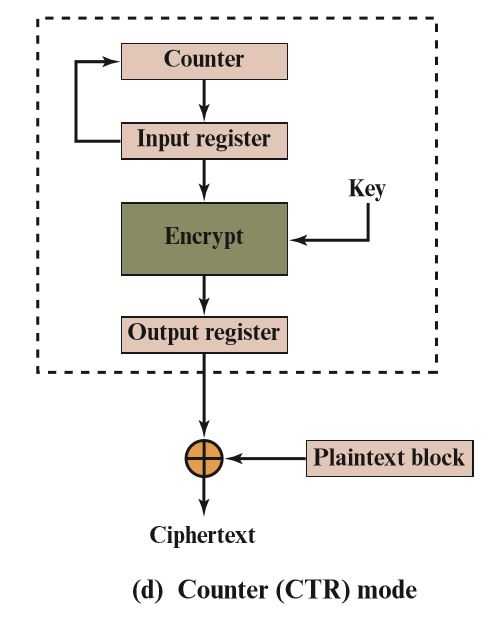 Counter
Input register
Key
Encrypt
Output register
Plaintext block
Ciphertext
(d) Counter (CTR) mode